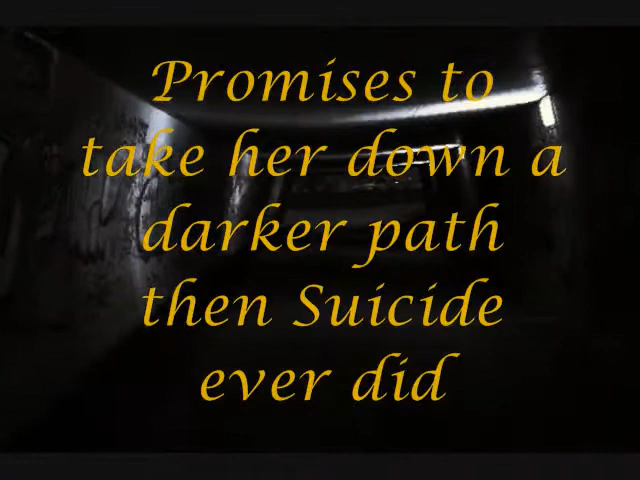 Promises to
take her down a
darker path
then Suicide
ever did